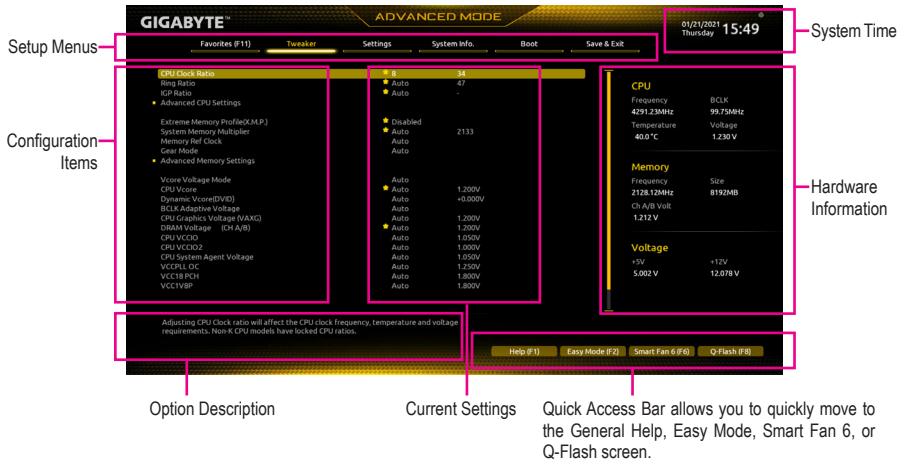 GIGABYTE™
ADVANCED MODE
01/21/2021 Thursday 15:49
System Time
Setup Menus
Favorites (F11) Tweaker Settings System Info. Boot Save & Exit
CPU Clock Ratio 8 34
Ring Ratio Auto 47
IGP Ratio Auto -
Advanced CPU Settings
Extreme Memory Profile(X.M.P.) Disabled
System Memory Multiplier Auto 2133
Memory Ref Clock Auto
Gear Mode Auto
Advanced Memory Settings
Vcore Voltage Mode Auto
CPU Vcore Auto 1.200V
Dynamic Vcore(DVID) Auto +0.000V
BCLK Adaptive Voltage Auto
CPU Graphics Voltage (VAXG) Auto 1.200V
DRAM Voltage (CH A/B) Auto 1.200V
CPU VCCIO Auto 1.050V
CPU VCCIO2 Auto 1.000V
CPU System Agent Voltage Auto 1.050V
VCCPLL OC Auto 1.250V
VCC18 PCH Auto 1.800V
VCC1V8P Auto 1.800V
Configuration
Items
CPU
Frequency BCLK
4291.23MHz 99.75MHz
Temperature Voltage
40.0 °C 1.230 V
Memory
Frequency Size
2128.12MHz 8192MB
Ch A/B Volt
1.212 V
Voltage
+5V +12V
5.002 V 12.078 V
Hardware
Information
Adjusting CPU Clock ratio will affect the CPU clock frequency, temperature and voltage
requirements. Non-K CPU models have locked CPU ratios.
Help (F1) Easy Mode (F2) Smart Fan 6 (F6) Q-Flash (F8)
Option Description
Current Settings
Quick Access Bar allows you to quickly move to
the General Help, Easy Mode, Smart Fan 6, or
Q-Flash screen.